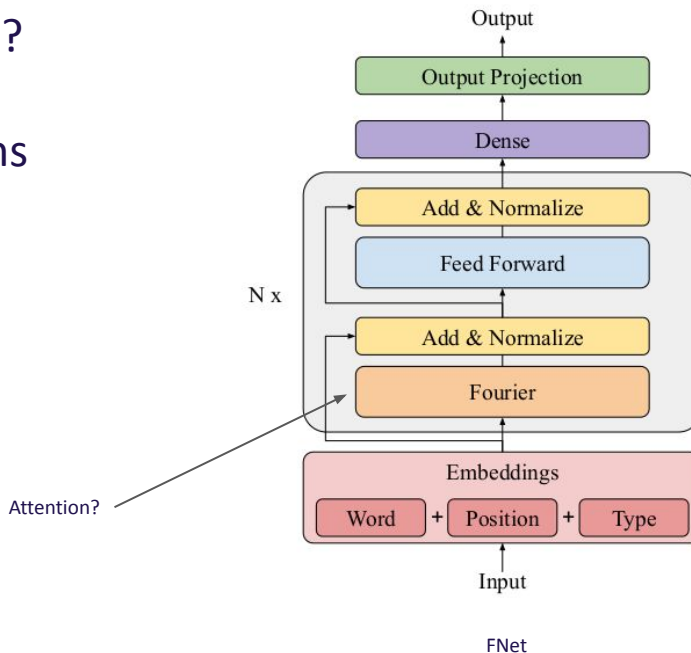 ?
ns
Output
Output Projection
Dense
Add & Normalize
Feed Forward
N x
Add & Normalize
Fourier
Attention?
Embeddings
Word + Position + Type
Input
FNet